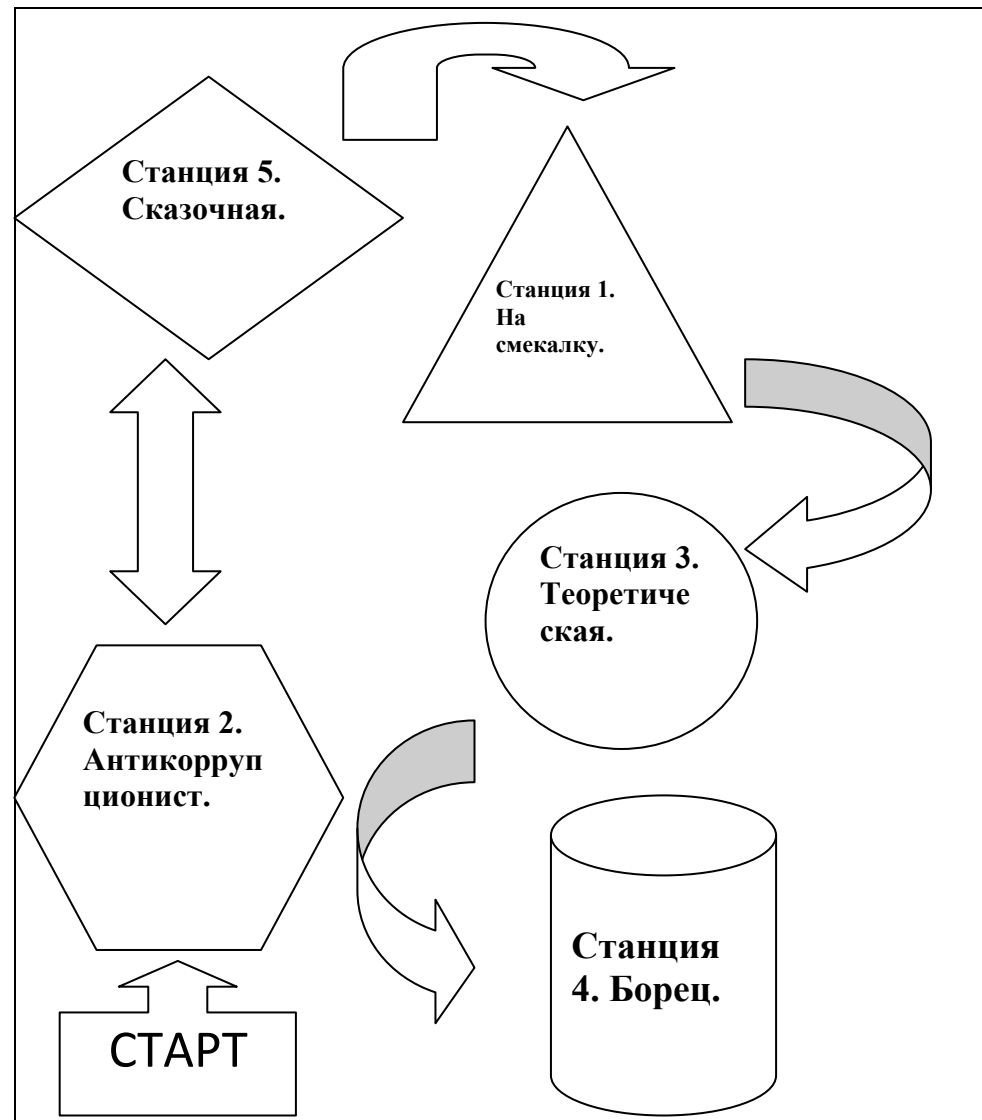 Станция 5.
Сказочная.
Станция 1.
На
смекалку.
Станция 3.
Теоретиче
ская.
Станция 2.
Антикорруп
ционист.
Станция
4. Борец.
СТАРТ